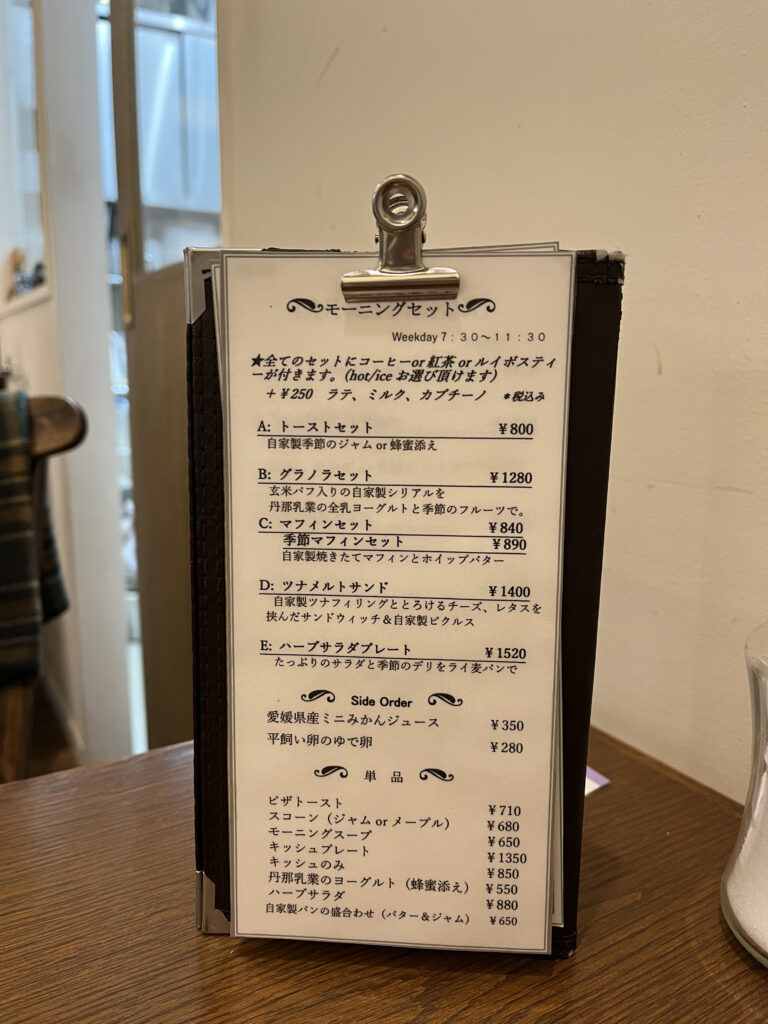 モーニングセット
Weekday 7：３０～１１：３０
★全てのセットにコーヒーor 紅茶 or ルイボスティ
ーが付きます。(hot/ice お選び頂けます)
＋￥250　ラテ、ミルク、カプチーノ　*税込み
A: トーストセット ￥800
自家製季節のジャム or 蜂蜜添え
B: グラノラセット ￥1280
玄米パフ入りの自家製シリアルを
丹那乳業の全乳ヨーグルトと季節のフルーツで。
C: マフィンセット ￥840
季節マフィンセット ￥890
自家製焼きたてマフィンとホイップバター
D: ツナメルトサンド ￥1400
自家製ツナフィリングととろけるチーズ、レタスを
挟んだサンドウィッチ＆自家製ピクルス
E: ハーブサラダプレート ￥1520
たっぷりのサラダと季節のデリをライ麦パンで
Side Order
愛媛県産ミニみかんジュース ￥350
平飼い卵のゆで卵 ￥280
単 品
ピザトースト ￥710
スコーン（ジャム or メープル） ￥680
モーニングスープ ￥650
キッシュプレート ￥1350
キッシュのみ ￥850
丹那乳業のヨーグルト（蜂蜜添え） ￥550
ハーブサラダ ￥880
自家製パンの盛合わせ（バター＆ジャム） ￥650